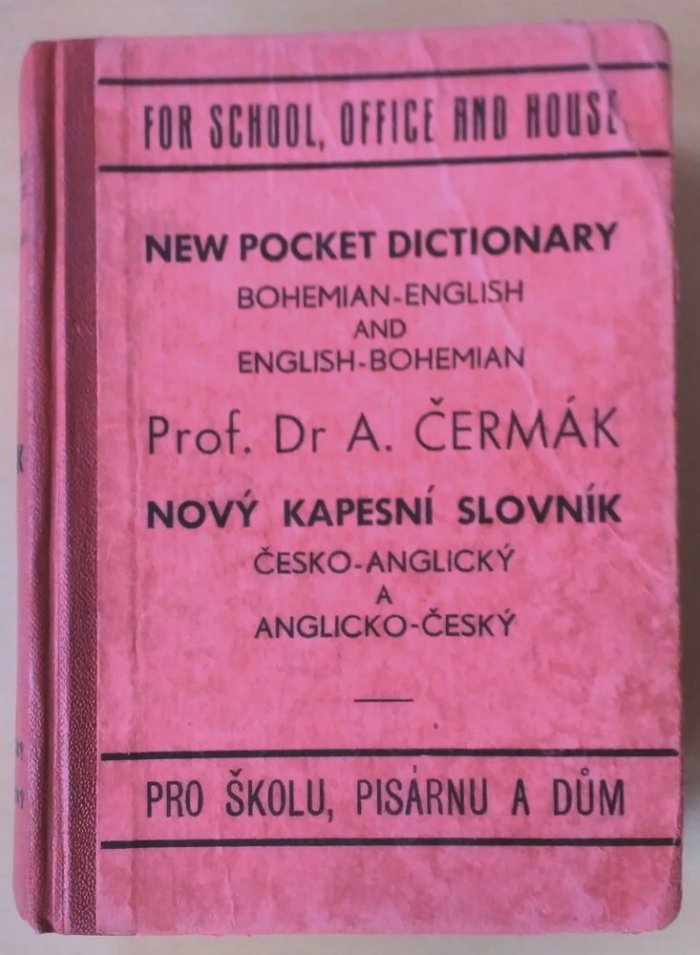 FOR SCHOOL, OFFICE AND HOUSE
NEW POCKET DICTIONARY
BOHEMIAN-ENGLISH
AND
ENGLISH-BOHEMIAN
Prof. Dr A. ČERMÁK
NOVÝ KAPESNÍ SLOVNÍK
ČESKO-ANGLICKÝ
A
ANGLICKO-ČESKÝ
PRO ŠKOLU, PISÁRNU A DŮM